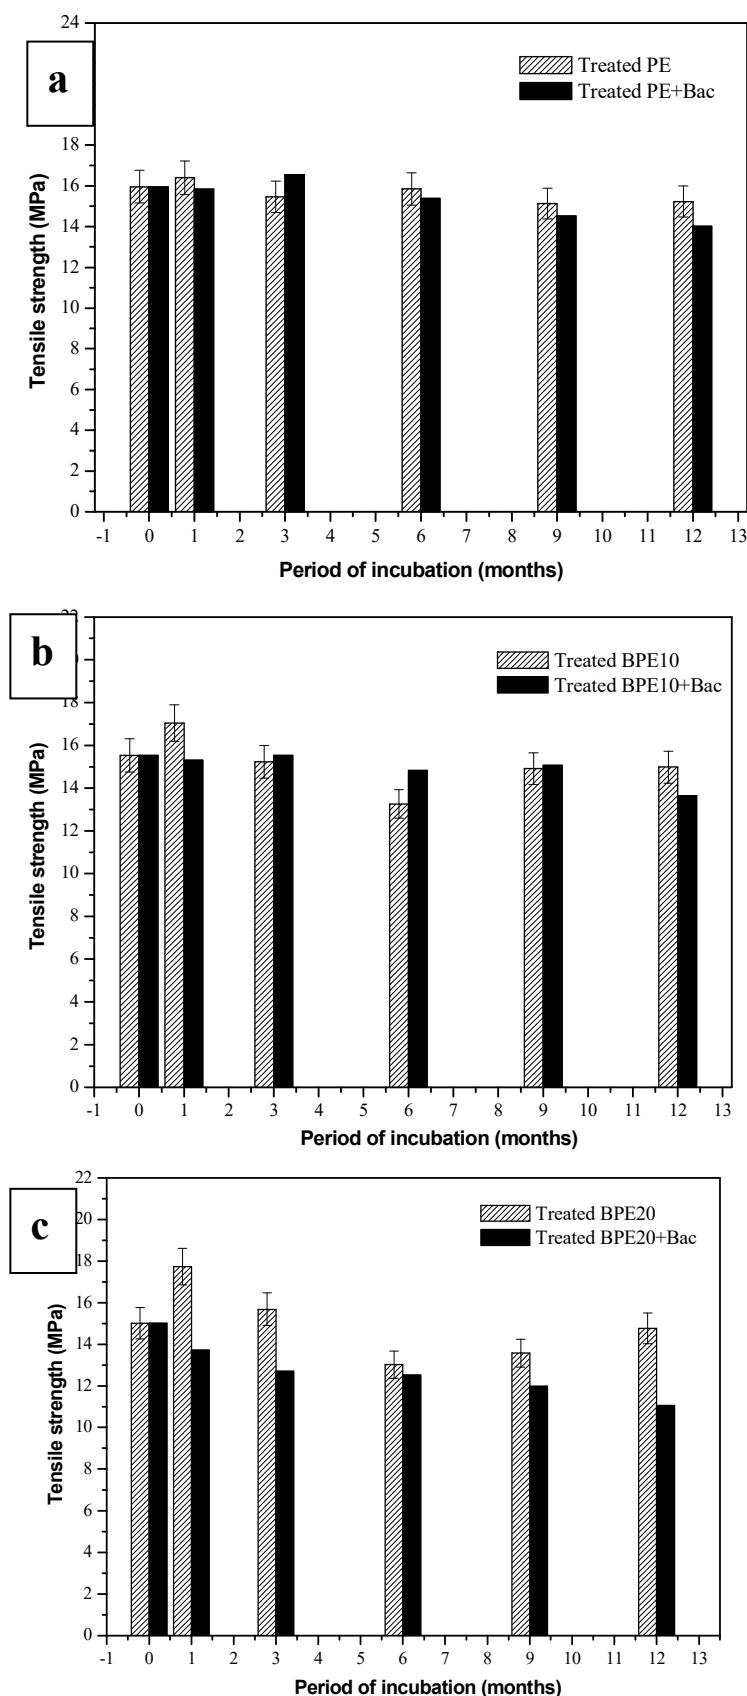 a
Treated PE
Treated PE+Bac
Tensile strength (MPa)
24
18
16
14
12
10
8
6
4
2
0
-1 0 1 2 3 4 5 6 7 8 9 10 11 12 13
Period of incubation (months)
b
Treated BPE10
Treated BPE10+Bac
Tensile strength (MPa)
18
16
14
12
10
8
6
4
2
0
-1 0 1 2 3 4 5 6 7 8 9 10 11 12 13
Period of incubation (months)
c
Treated BPE20
Treated BPE20+Bac
Tensile strength (MPa)
22
20
18
16
14
12
10
8
6
4
2
0
-1 0 1 2 3 4 5 6 7 8 9 10 11 12 13
Period of incubation (months)